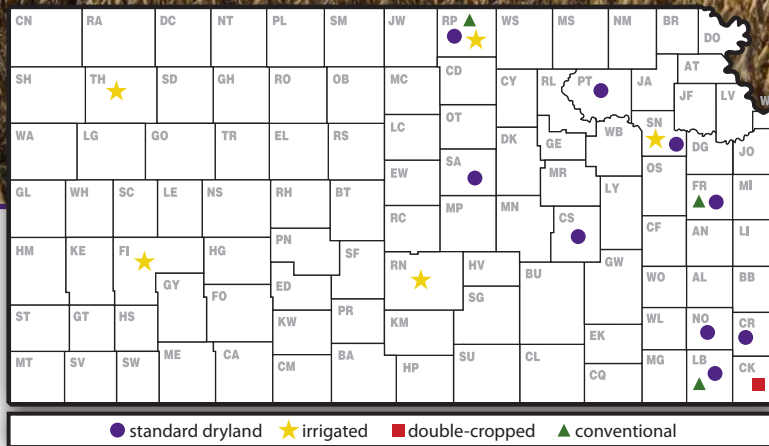 CN RA DC NT PL SM JW RP WS MS NM BR DO
SH TH SD GH RO OB MC CD CY RL PT JA AT
JF LV W
WA LG GO TR EL RS LC OT DK GE WB SN DG JO
EW SA MR OS
GL WH SC LE NS RH BT RC MP MN CS LY FR MI
HM KE FI HG PN SF RN HV BU GW CF AN LI
GY FO ED SG WO AL BB
ST GT HS KW PR KM EK WL NO CR
MT SV SW ME CA CM BA HP SU CL CQ MG LB CK
standard dryland irrigated double-cropped conventional